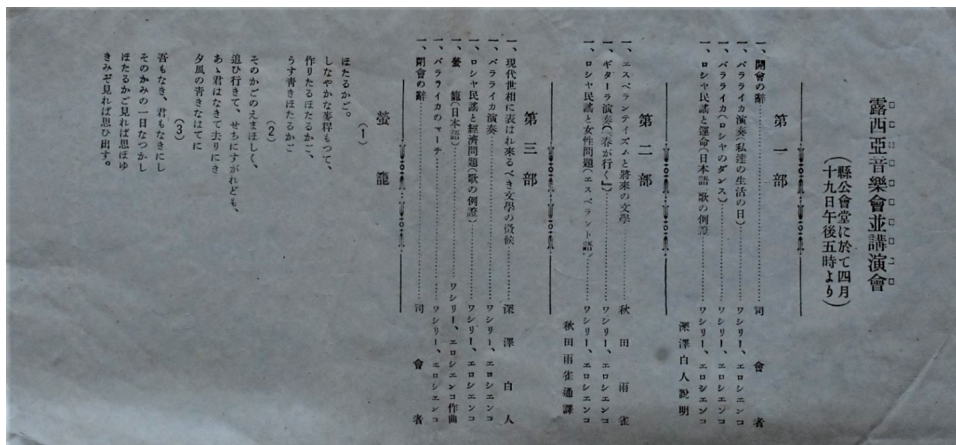 露西亞音樂會並講演會
(縣公會堂に於て四月
十九日午後五時より)
第一部
一、開會の辭…………司會者
一、バラライカ演奏(私達の生活の日)…………ワシリー、エロシエンコ
一、バラライカ(ロシヤのダンス)…………ワシリー、エロシエンコ
一、ロシヤ民謠と運命(日本語 歌の例證)…………ワシリー、エロシエンコ
深澤白人說明
第二部
一、エスペランテイズムと將來の文學…………秋田雨雀
一、ギターラ演奏(『春が行く』)…………ワシリー、エロシエンコ
一、ロシヤ民謠と女性問題(エスペラント語)…………ワシリー、エロシエンコ
秋田雨雀通譯
第三部
一、現代世相に表はれ來るべき文學の徵候…………深澤白人
一、バラライカ演奏…………ワシリー、エロシエンコ
一、ロシヤ民謠と經濟問題(歌の例證)…………ワシリー、エロシエンコ
一、螢籠(日本語)…………ワシリー、エロシエンコ作曲
一、バラライカのマーチ…………ワシリー、エロシエンコ
一、閉會の辭…………司會者
螢籠
(1)
ほたるかご。
しなやかな麥稈もつて、
作りたるほたるかご、
うす靑きほたるかご
(2)
そのかごのえまほしく、
追ひ行きて、せちにすがれども、
あゝ君はなきて去りにき
夕風の靑きなはてに
(3)
吾もなき、君もなきにし
そのかみの一日なつかし
ほたるかご見れば思ほゆ
きみぞ見れば思ひ出す。